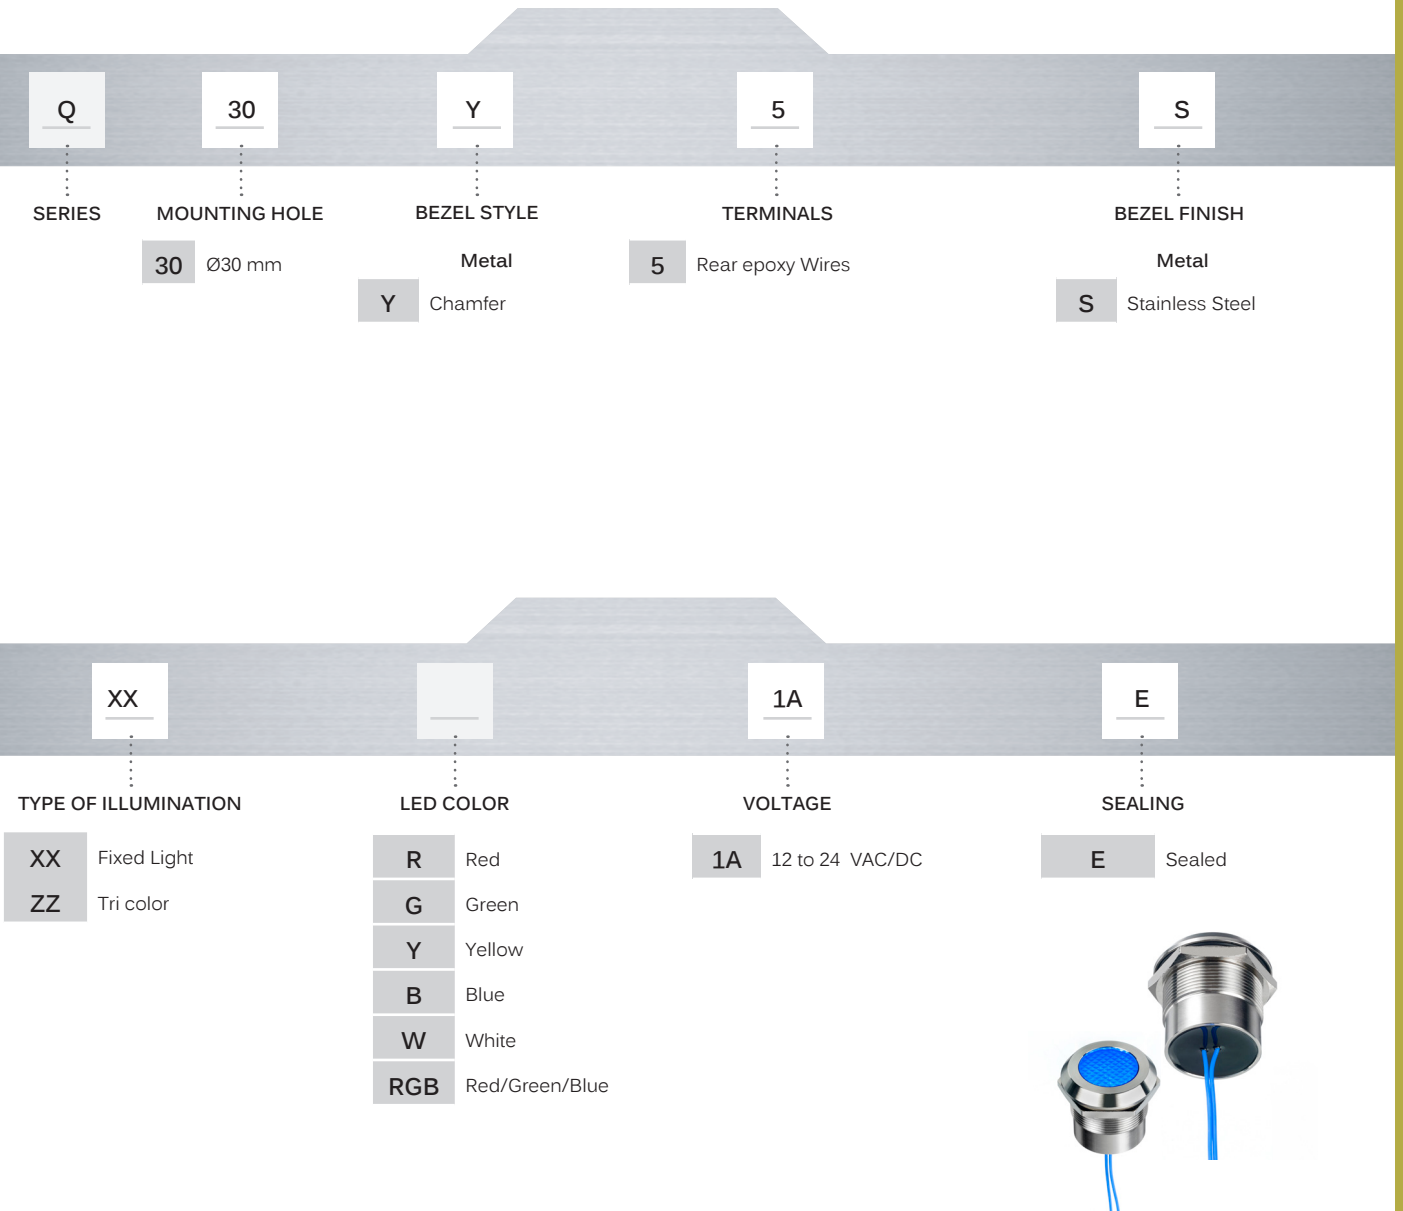 Q 30 Y 5 S
SERIES MOUNTING HOLE BEZEL STYLE TERMINALS BEZEL FINISH
30 Ø30 mm Metal 5 Rear epoxy Wires Metal
Y Chamfer S Stainless Steel
XX 1A E
TYPE OF ILLUMINATION LED COLOR VOLTAGE SEALING
XX Fixed Light R Red 1A 12 to 24 VAC/DC E Sealed
ZZ Tri color G Green
Y Yellow
B Blue
W White
RGB Red/Green/Blue